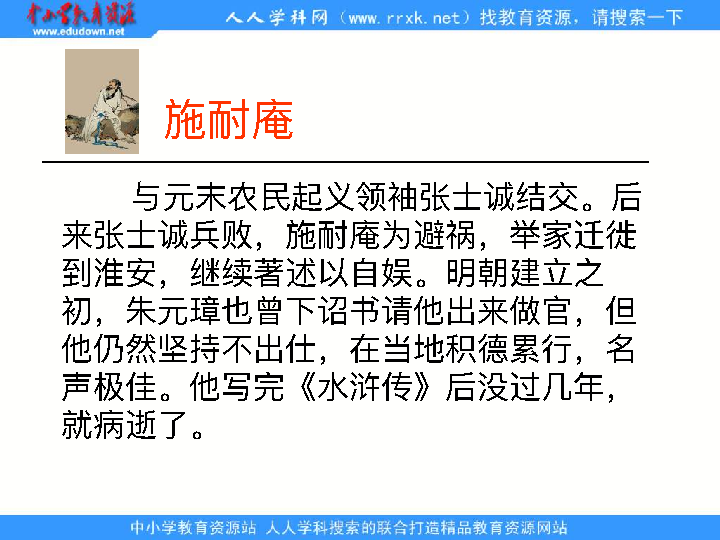 中小学教育资源
www.edudown.net
人人学科网（www.rrxk.net）找教育资源，请搜索一下
施耐庵
与元末农民起义领袖张士诚结交。后
来张士诚兵败，施耐庵为避祸，举家迁徙
到淮安，继续著述以自娱。明朝建立之
初，朱元璋也曾下诏书请他出来做官，但
他仍然坚持不出仕，在当地积德累行，名
声极佳。他写完《水浒传》后没过几年，
就病逝了。
中小学教育资源站 人人学科搜索的联合打造精品教育资源网站